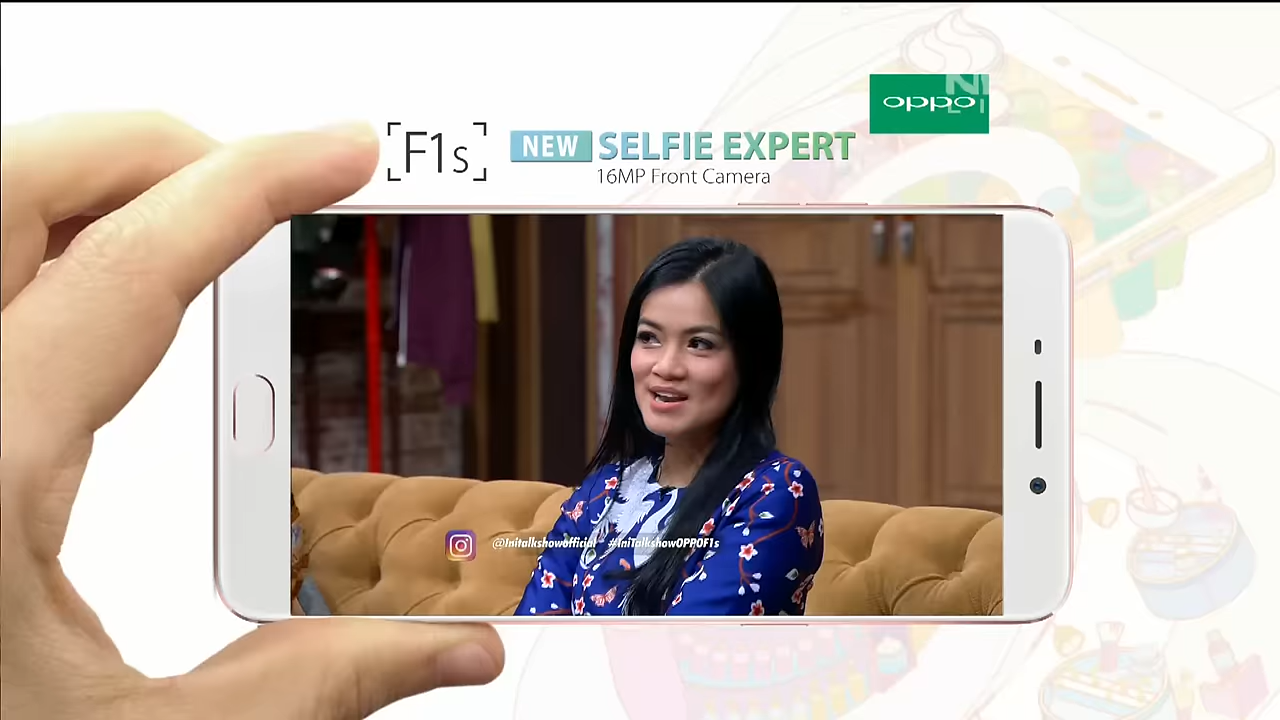 oppo
F1s
NEW SELFIE EXPERT
16MP Front Camera
@Initalkshowofficial #IniTalkshowOPPOF1s